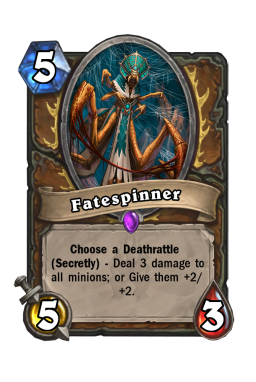 5
Fatespinner
Choose a Deathrattle
(Secretly) - Deal 3 damage to
all minions; or Give them +2/
+2.
5
3